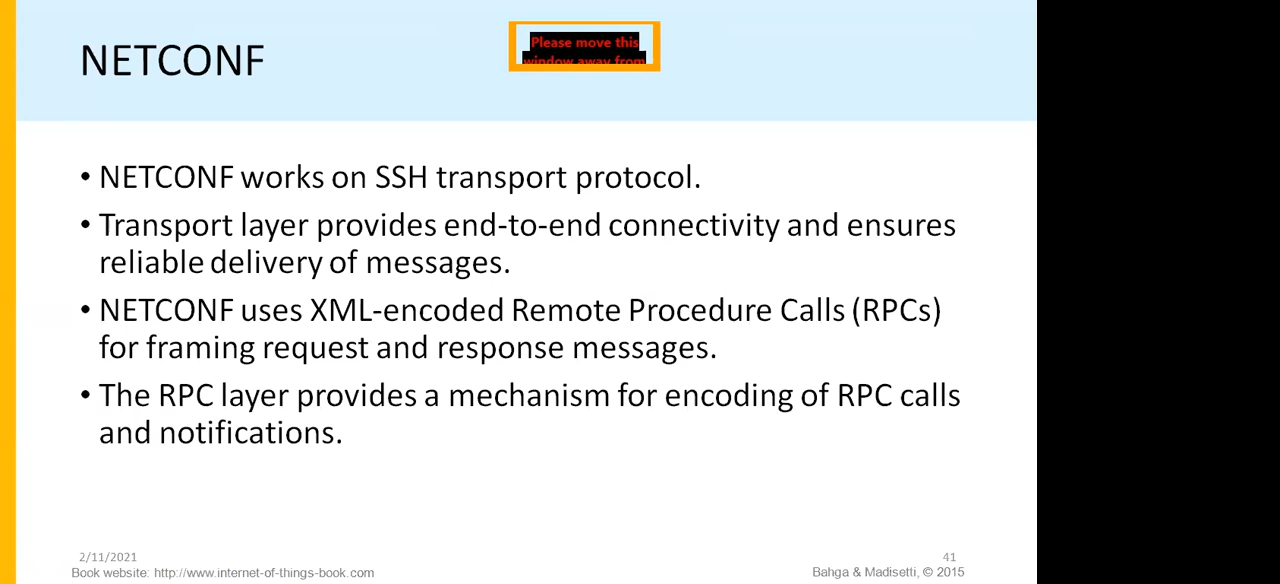 NETCONF
Please move this
window away from
• NETCONF works on SSH transport protocol.
• Transport layer provides end-to-end connectivity and ensures
reliable delivery of messages.
• NETCONF uses XML-encoded Remote Procedure Calls (RPCs)
for framing request and response messages.
• The RPC layer provides a mechanism for encoding of RPC calls
and notifications.
2/11/2021
41
Book website: http://www.internet-of-things-book.com
Bahga & Madisetti, © 2015